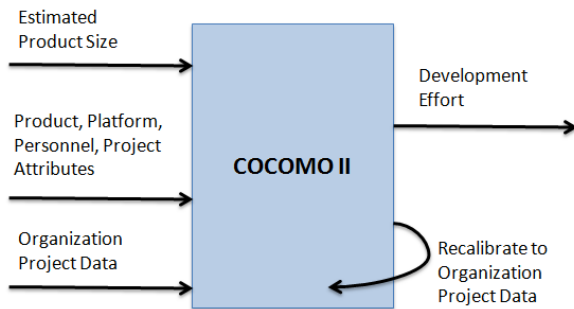 Estimated
Product Size
Product, Platform,
Personnel, Project
Attributes
Organization
Project Data
COCOMO II
Development
Effort
Recalibrate to
Organization
Project Data